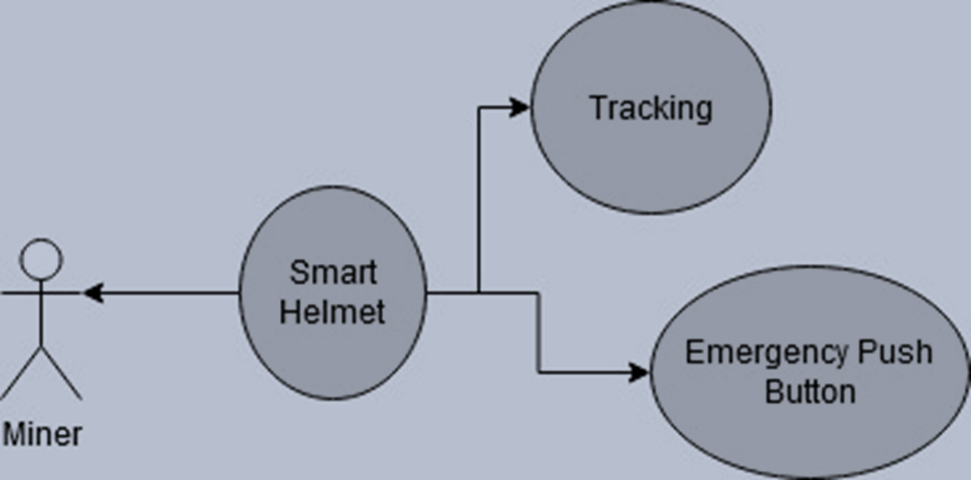 Tracking
Smart
Helmet
Emergency Push
Button
Miner